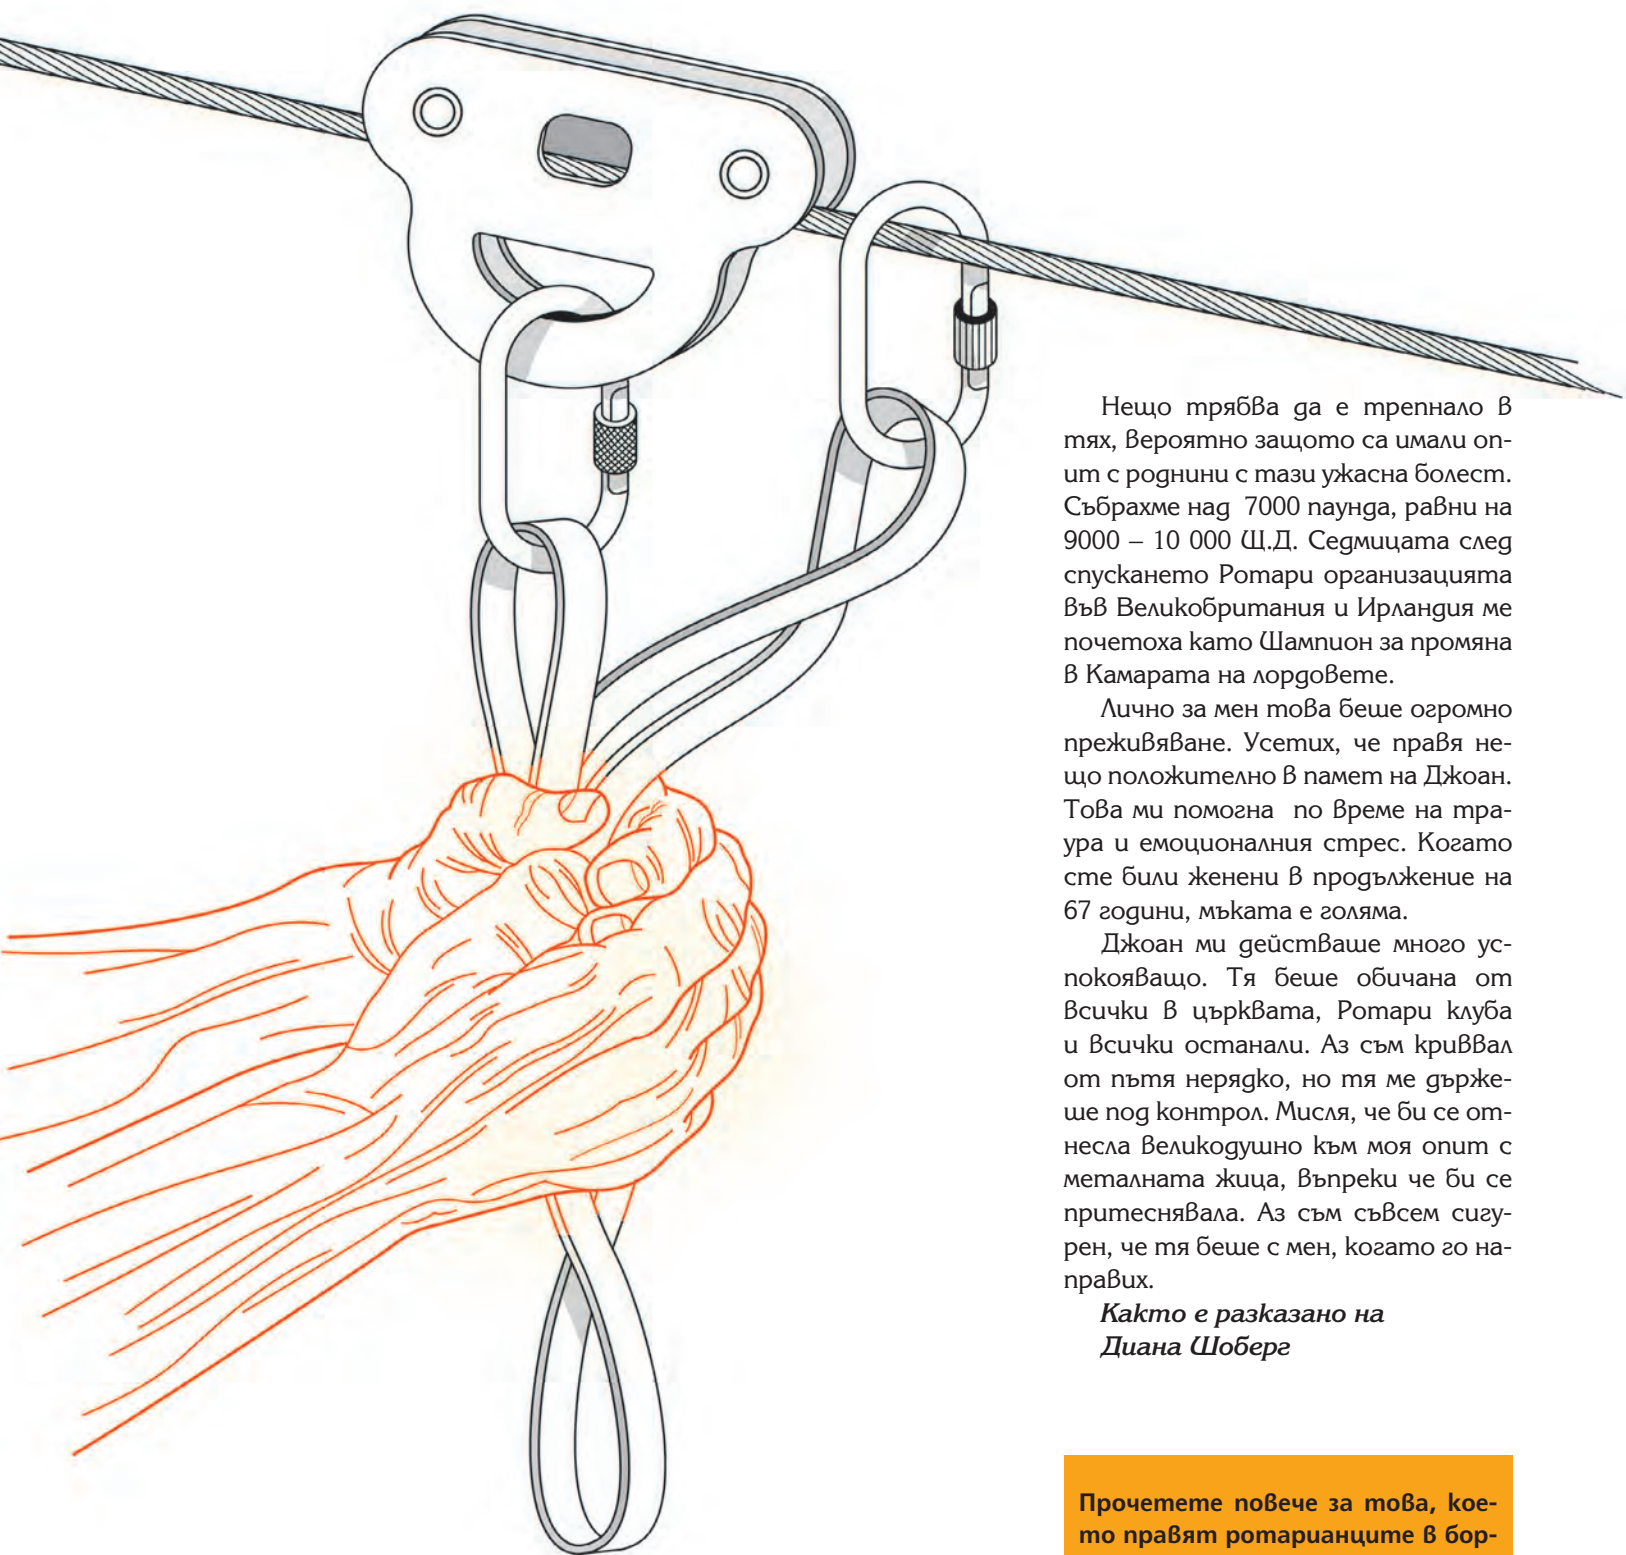 Нещо трябва да е трепнало в
тях, вероятно защото са имали оп-
ит с роднини с тази ужасна болест.
Събрахме над 7000 паунда, равни на
9000 – 10 000 Щ.Д. Седмицата след
спускането Ротари организацията
във Великобритания и Ирландия ме
почетоха като Шампион за промяна
в Камарата на лордовете.
Лично за мен това беше огромно
преживяване. Усетих, че правя не-
що положително в памет на Джоан.
Това ми помогна по време на тра-
ура и емоционалния стрес. Когато
сте били женени в продължение на
67 години, мъката е голяма.
Джоан ми действаше много ус-
покояващо. Тя беше обичана от
всички в църквата, Ротари клуба
и всички останали. Аз съм криввал
от пътя нерядко, но тя ме държе-
ше под контрол. Мисля, че би се от-
несла великодушно към моя опит с
металната жица, въпреки че би се
притеснявала. Аз съм съвсем сигу-
рен, че тя беше с мен, когато го на-
правих.
Както е разказано на
Диана Шоберг
Прочетете повече за това, кое-
то правят ротарианците в бор-